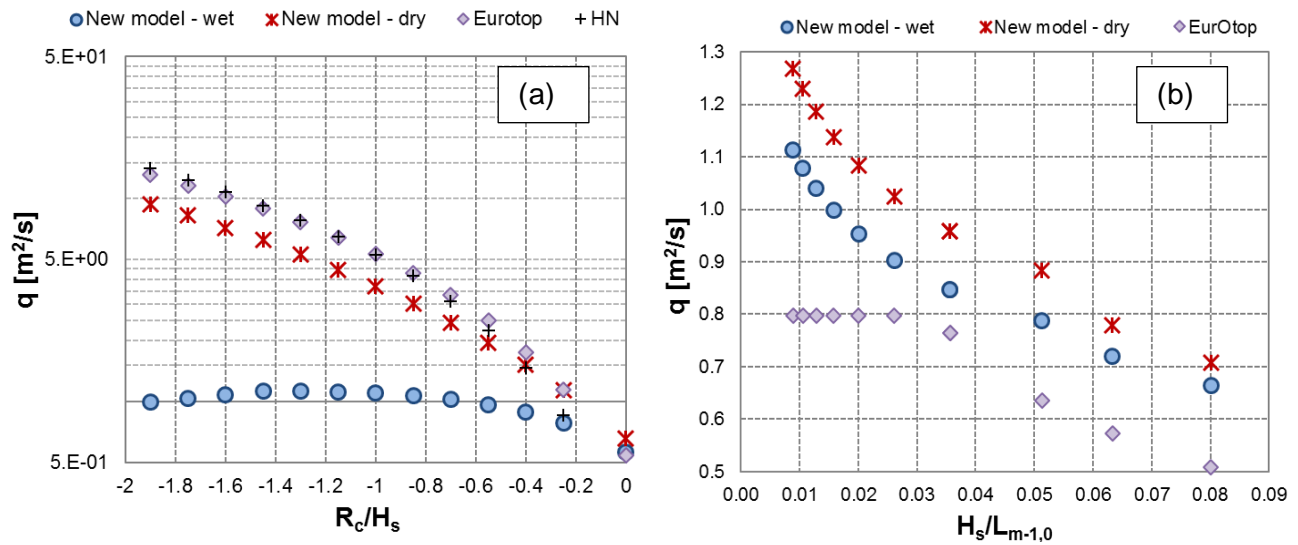 New model - wet New model - dry Eurotop HN
5.E+01
(a)
5.E+00
5.E-01
q [m²/s]
-2 -1.8 -1.6 -1.4 -1.2 -1 -0.8 -0.6 -0.4 -0.2 0
Rc/Hs
New model - wet New model - dry EurOtop
1.3
(b)
1.2
1.1
1.0
0.9
0.8
0.7
0.6
0.5
q [m²/s]
0.00 0.01 0.02 0.03 0.04 0.05 0.06 0.07 0.08 0.09
Hs/Lm-1,0